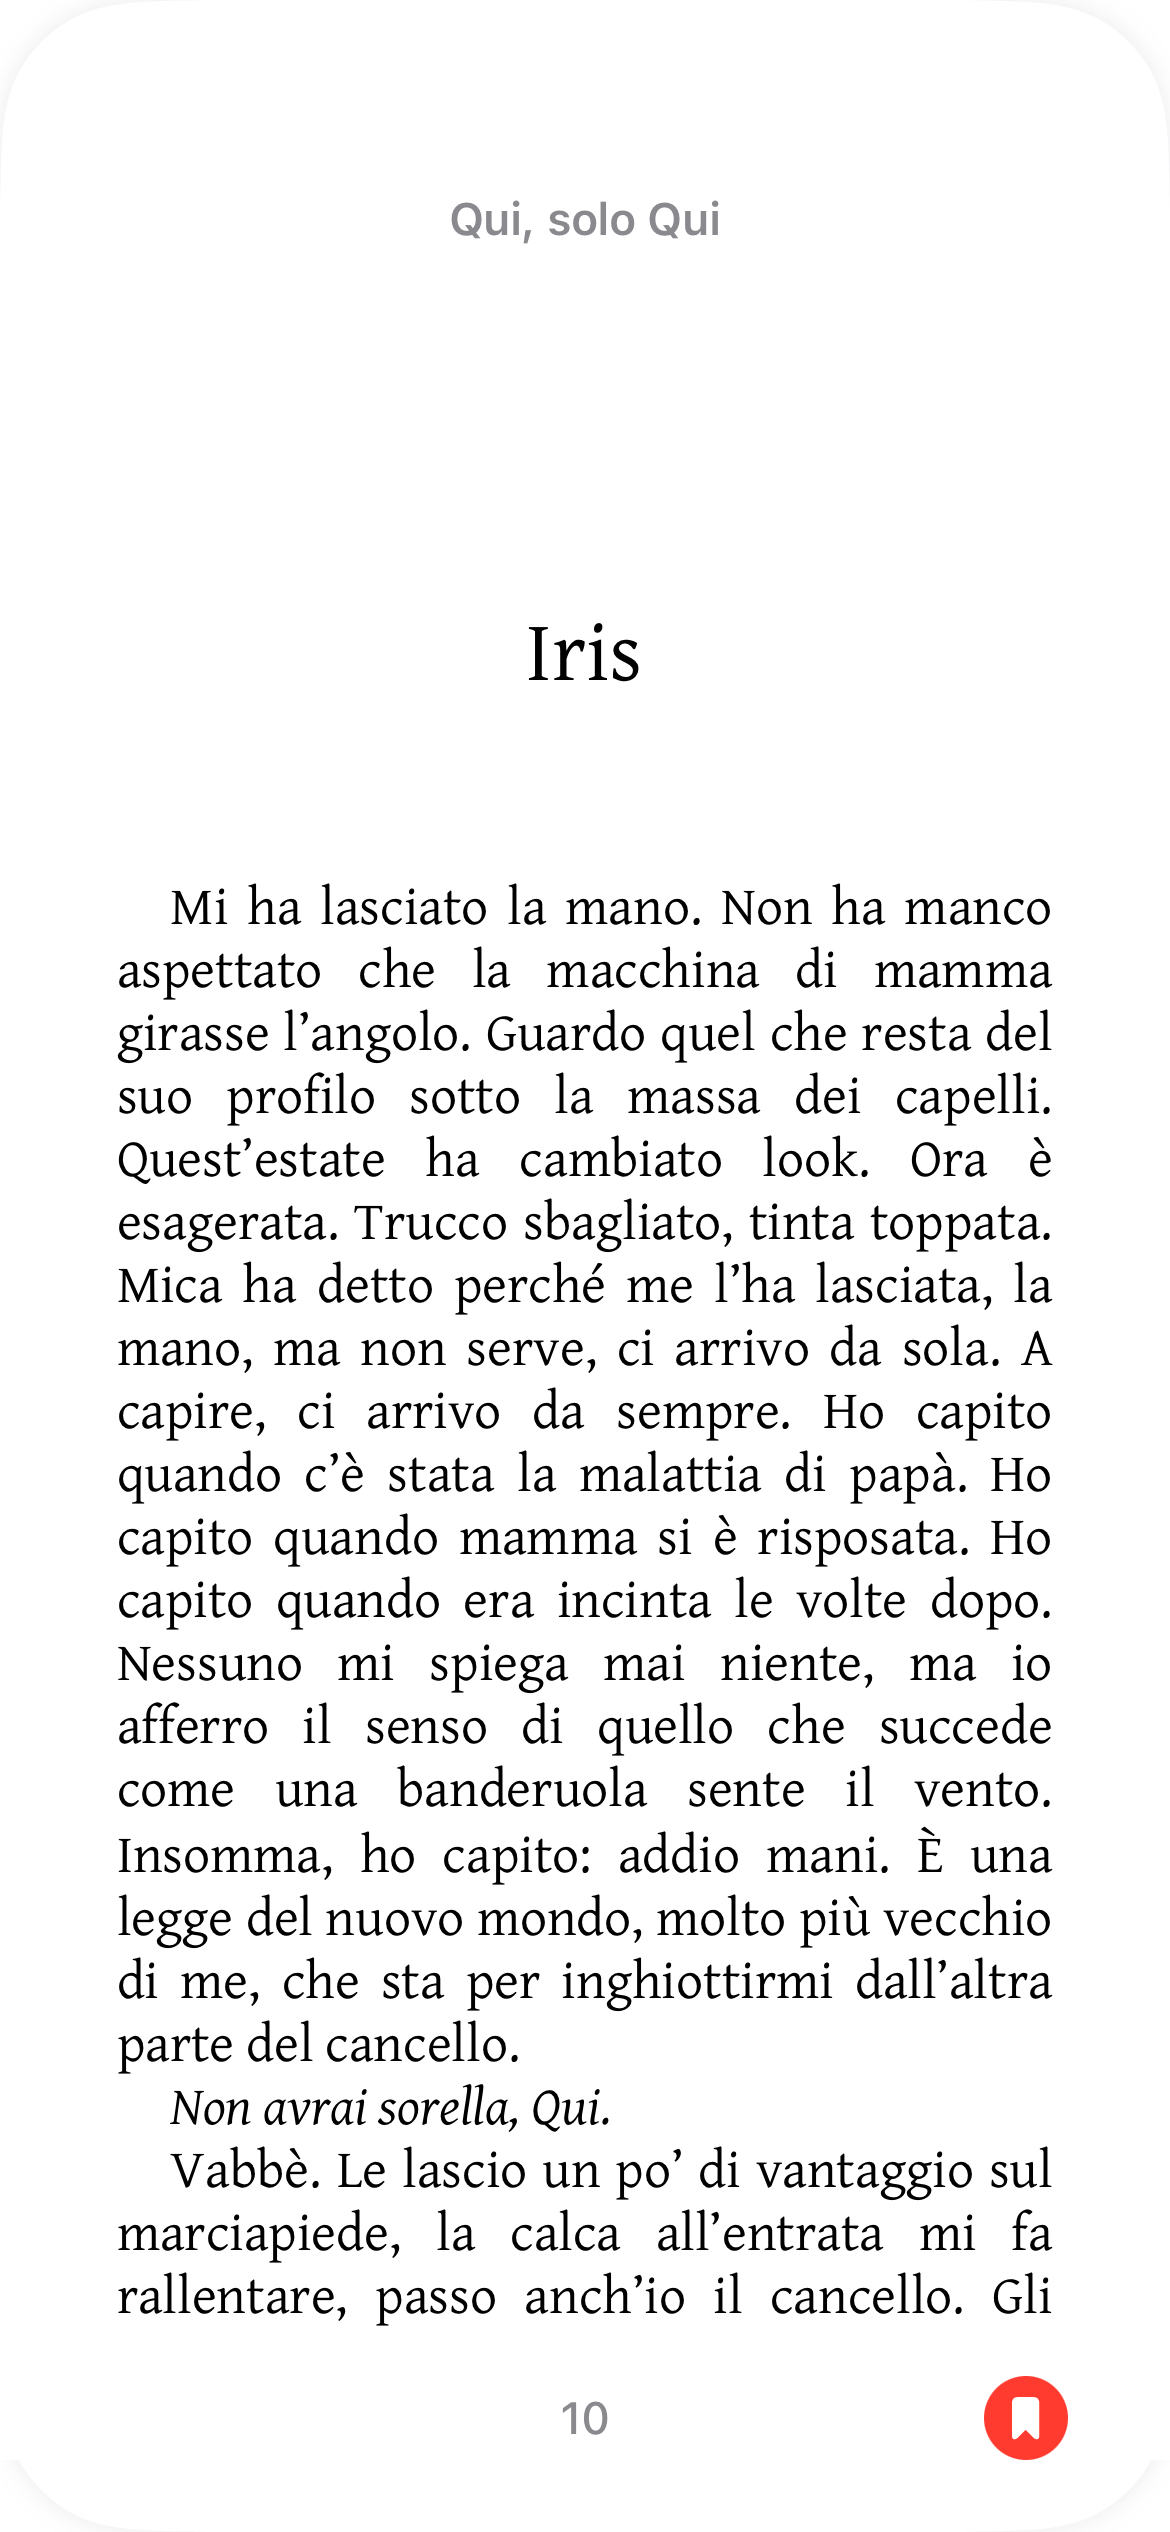 Qui, solo Qui
Iris
Mi ha lasciato la mano. Non ha manco
aspettato che la macchina di mamma
girasse l’angolo. Guardo quel che resta del
suo profilo sotto la massa dei capelli.
Quest’estate ha cambiato look. Ora è
esagerata. Trucco sbagliato, tinta toppata.
Mica ha detto perché me l’ha lasciata, la
mano, ma non serve, ci arrivo da sola. A
capire, ci arrivo da sempre. Ho capito
quando c’è stata la malattia di papà. Ho
capito quando mamma si è risposata. Ho
capito quando era incinta le volte dopo.
Nessuno mi spiega mai niente, ma io
afferro il senso di quello che succede
come una banderuola sente il vento.
Insomma, ho capito: addio mani. È una
legge del nuovo mondo, molto più vecchio
di me, che sta per inghiottirmi dall’altra
parte del cancello.
Non avrai sorella, Qui.
Vabbè. Le lascio un po’ di vantaggio sul
marciapiede, la calca all’entrata mi fa
rallentare, passo anch’io il cancello. Gli
10